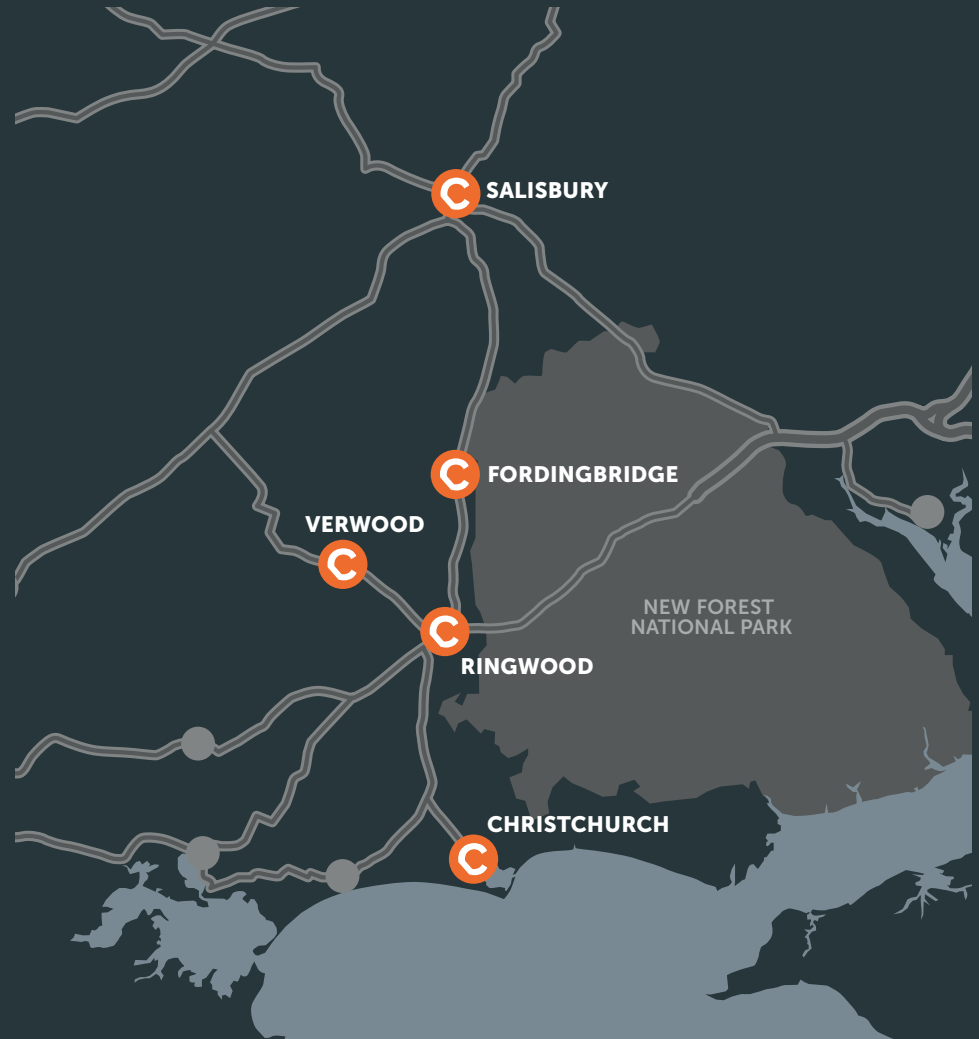 SALISBURY
FORDINGBRIDGE
VERWOOD
NEW FOREST
NATIONAL PARK
RINGWOOD
CHRISTCHURCH